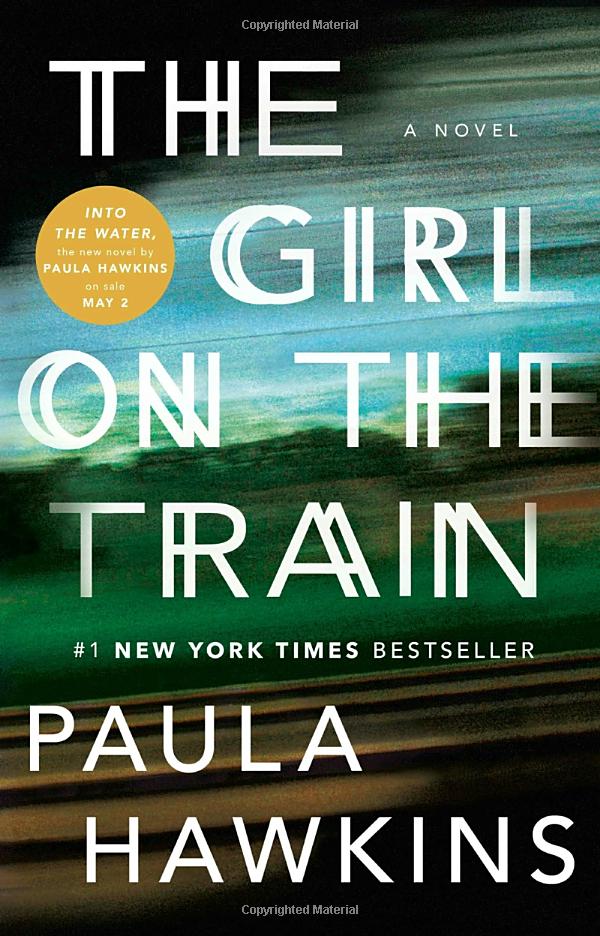 Copyrighted Material
THE
A NOVEL
INTO
THE WATER,
the new novel by
PAULA HAWKINS
on sale
MAY 2
GIRL
ON THE
TRAIN
#1 NEW YORK TIMES BESTSELLER
PAULA
HAWKINS
Copyrighted Material